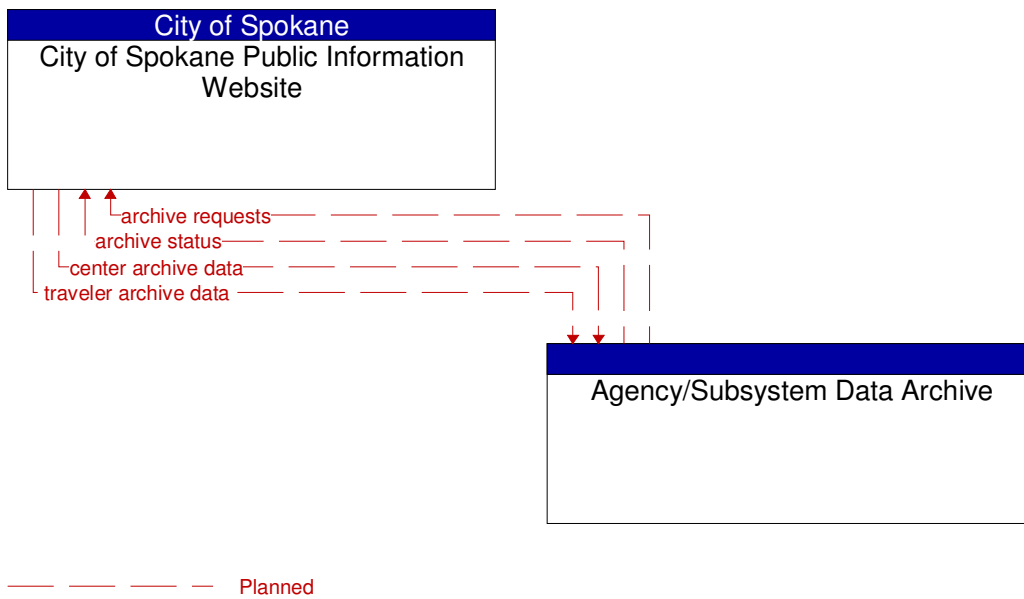 City of Spokane
City of Spokane Public Information
Website
archive requests
archive status
center archive data
traveler archive data
Agency/Subsystem Data Archive
Planned